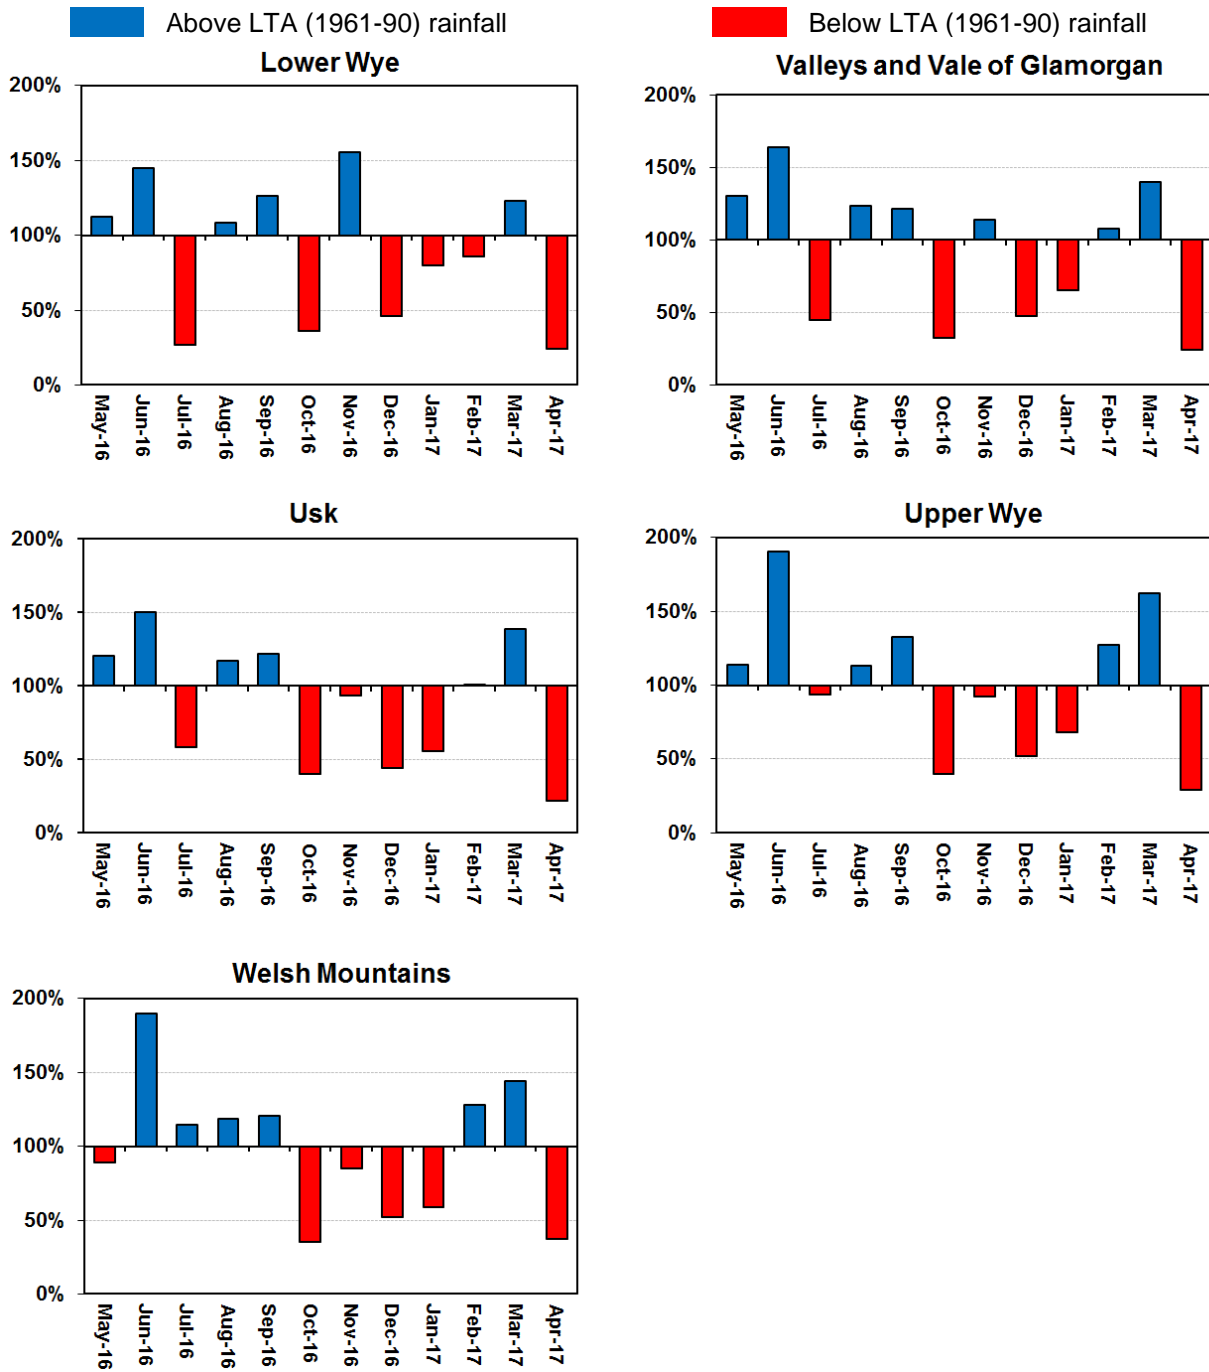 Above LTA (1961-90) rainfall
Below LTA (1961-90) rainfall
Lower Wye
200%
150%
100%
50%
0%
May-16
Jun-16
Jul-16
Aug-16
Sep-16
Oct-16
Nov-16
Dec-16
Jan-17
Feb-17
Mar-17
Apr-17
Valleys and Vale of Glamorgan
200%
150%
100%
50%
0%
May-16
Jun-16
Jul-16
Aug-16
Sep-16
Oct-16
Nov-16
Dec-16
Jan-17
Feb-17
Mar-17
Apr-17
Usk
200%
150%
100%
50%
0%
May-16
Jun-16
Jul-16
Aug-16
Sep-16
Oct-16
Nov-16
Dec-16
Jan-17
Feb-17
Mar-17
Apr-17
Upper Wye
200%
150%
100%
50%
0%
May-16
Jun-16
Jul-16
Aug-16
Sep-16
Oct-16
Nov-16
Dec-16
Jan-17
Feb-17
Mar-17
Apr-17
Welsh Mountains
200%
150%
100%
50%
0%
May-16
Jun-16
Jul-16
Aug-16
Sep-16
Oct-16
Nov-16
Dec-16
Jan-17
Feb-17
Mar-17
Apr-17